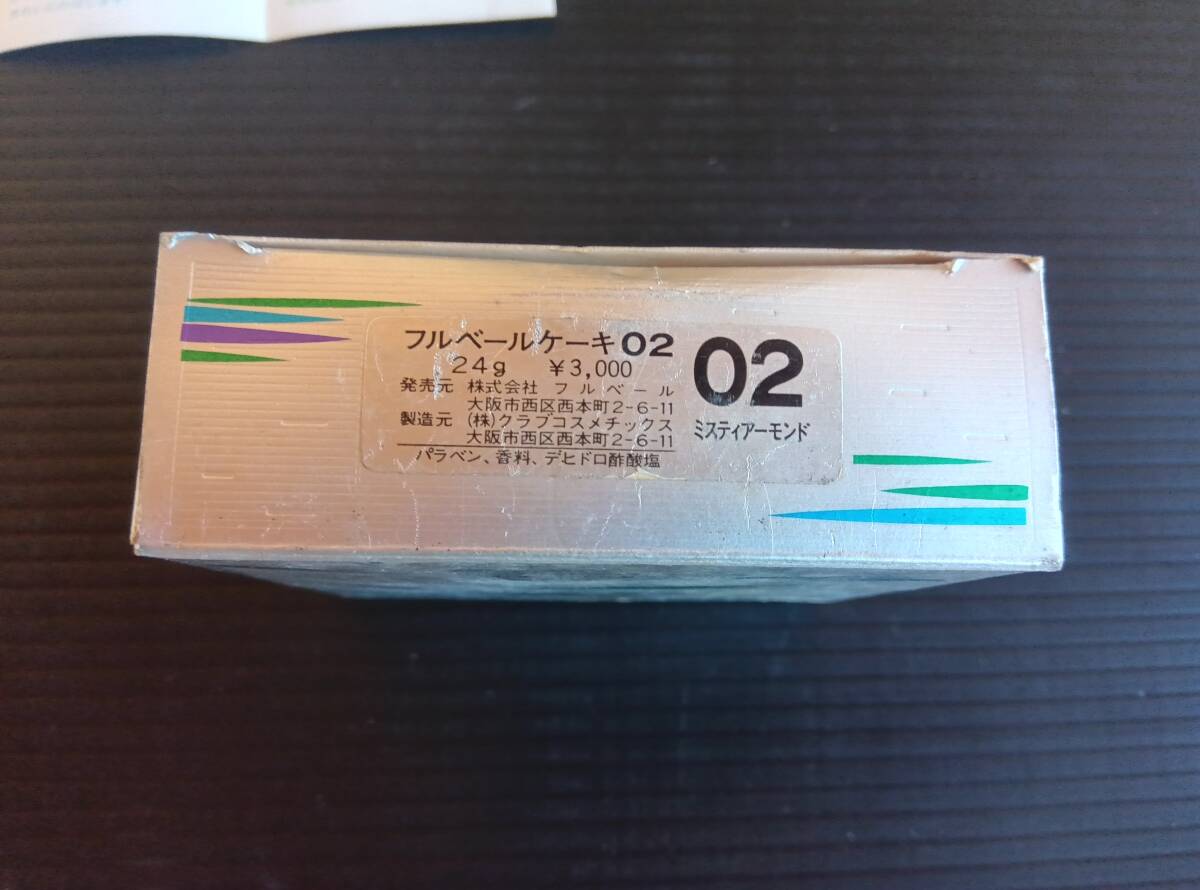 フルベールケーキ02
24g ¥3,000
発売元 株式会社 フルベール
大阪市西区西本町2-6-11
製造元 (株)クラブコスメチックス
大阪市西区西本町2-6-11
パラベン、香料、デヒドロ酢酸塩
02
ミスティアーモンド